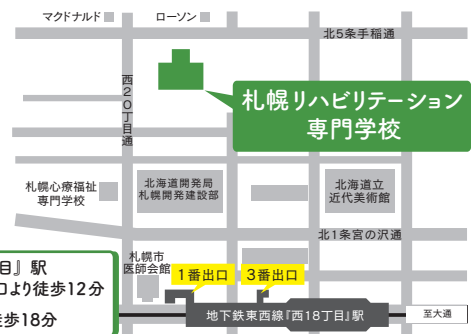 マクドナルド
ローソン
北5条手稲通
西20丁目通
札幌リハビリテーション
専門学校
札幌心療福祉
専門学校
北海道開発局
札幌開発建設部
北海道立
近代美術館
北1条宮の沢通
札幌市
医師会館
1番出口
3番出口
目』駅
口より徒歩12分
徒歩18分
地下鉄東西線『西18丁目』駅
至大通